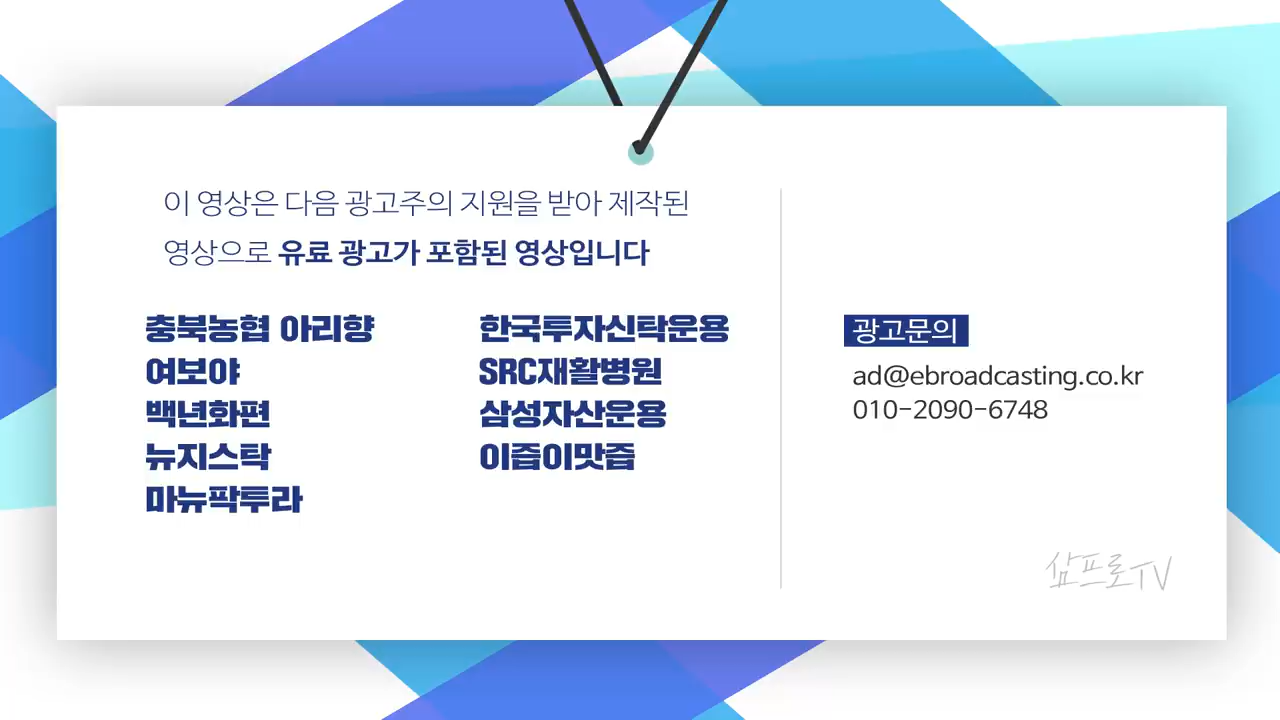 이 영상은 다음 광고주의 지원을 받아 제작된
영상으로 유료 광고가 포함된 영상입니다
충북농협 아리향
여보야
백년화편
뉴지스탁
마뉴팍투라
한국투자신탁운용
SRC재활병원
삼성자산운용
이즙이맛즙
광고문의
ad@ebroadcasting.co.kr
010-2090-6748
삼프로TV